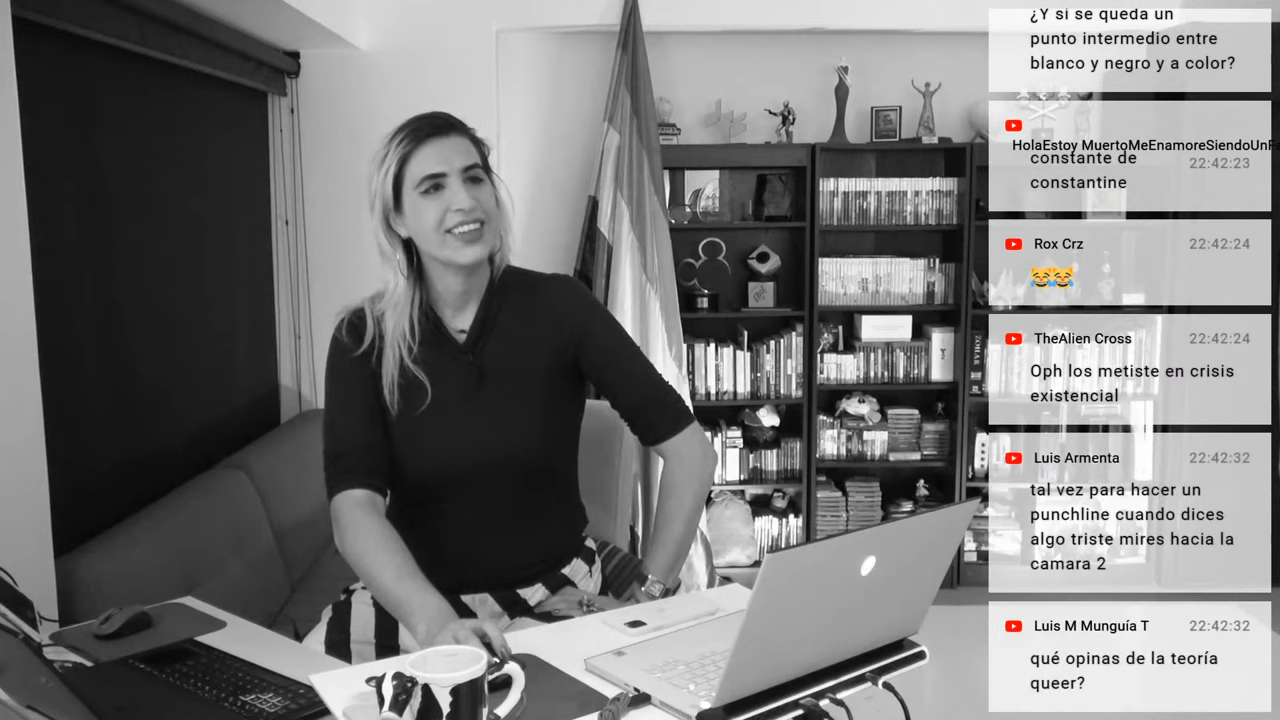 ¿Y si se queda un
punto intermedio entre
blanco y negro y a color?
HolaEstoy MuertoMeEnamoreSiendoUnF
constante de
22:42:23
constantine
Rox Crz 22:42:24
TheAlien Cross 22:42:24
Oph los metiste en crisis
existencial
Luis Armenta 22:42:32
tal vez para hacer un
punchline cuando dices
algo triste mires hacia la
camara 2
Luis M Munguía T 22:42:32
qué opinas de la teoría
queer?